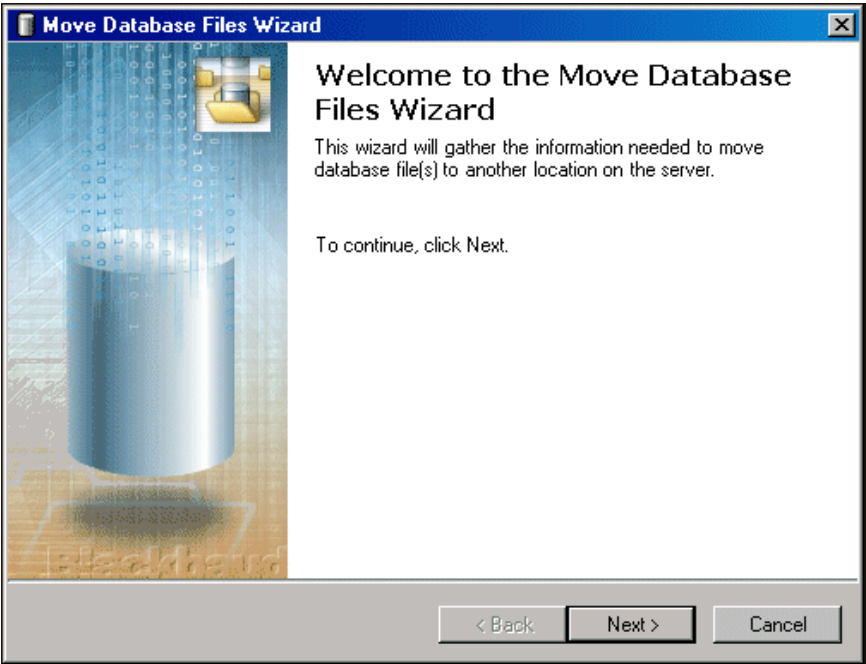 Move Database Files Wizard
Welcome to the Move Database
Files Wizard
This wizard will gather the information needed to move
database file(s) to another location on the server.
To continue, click Next.
Blackbaud
< Back
Next >
Cancel